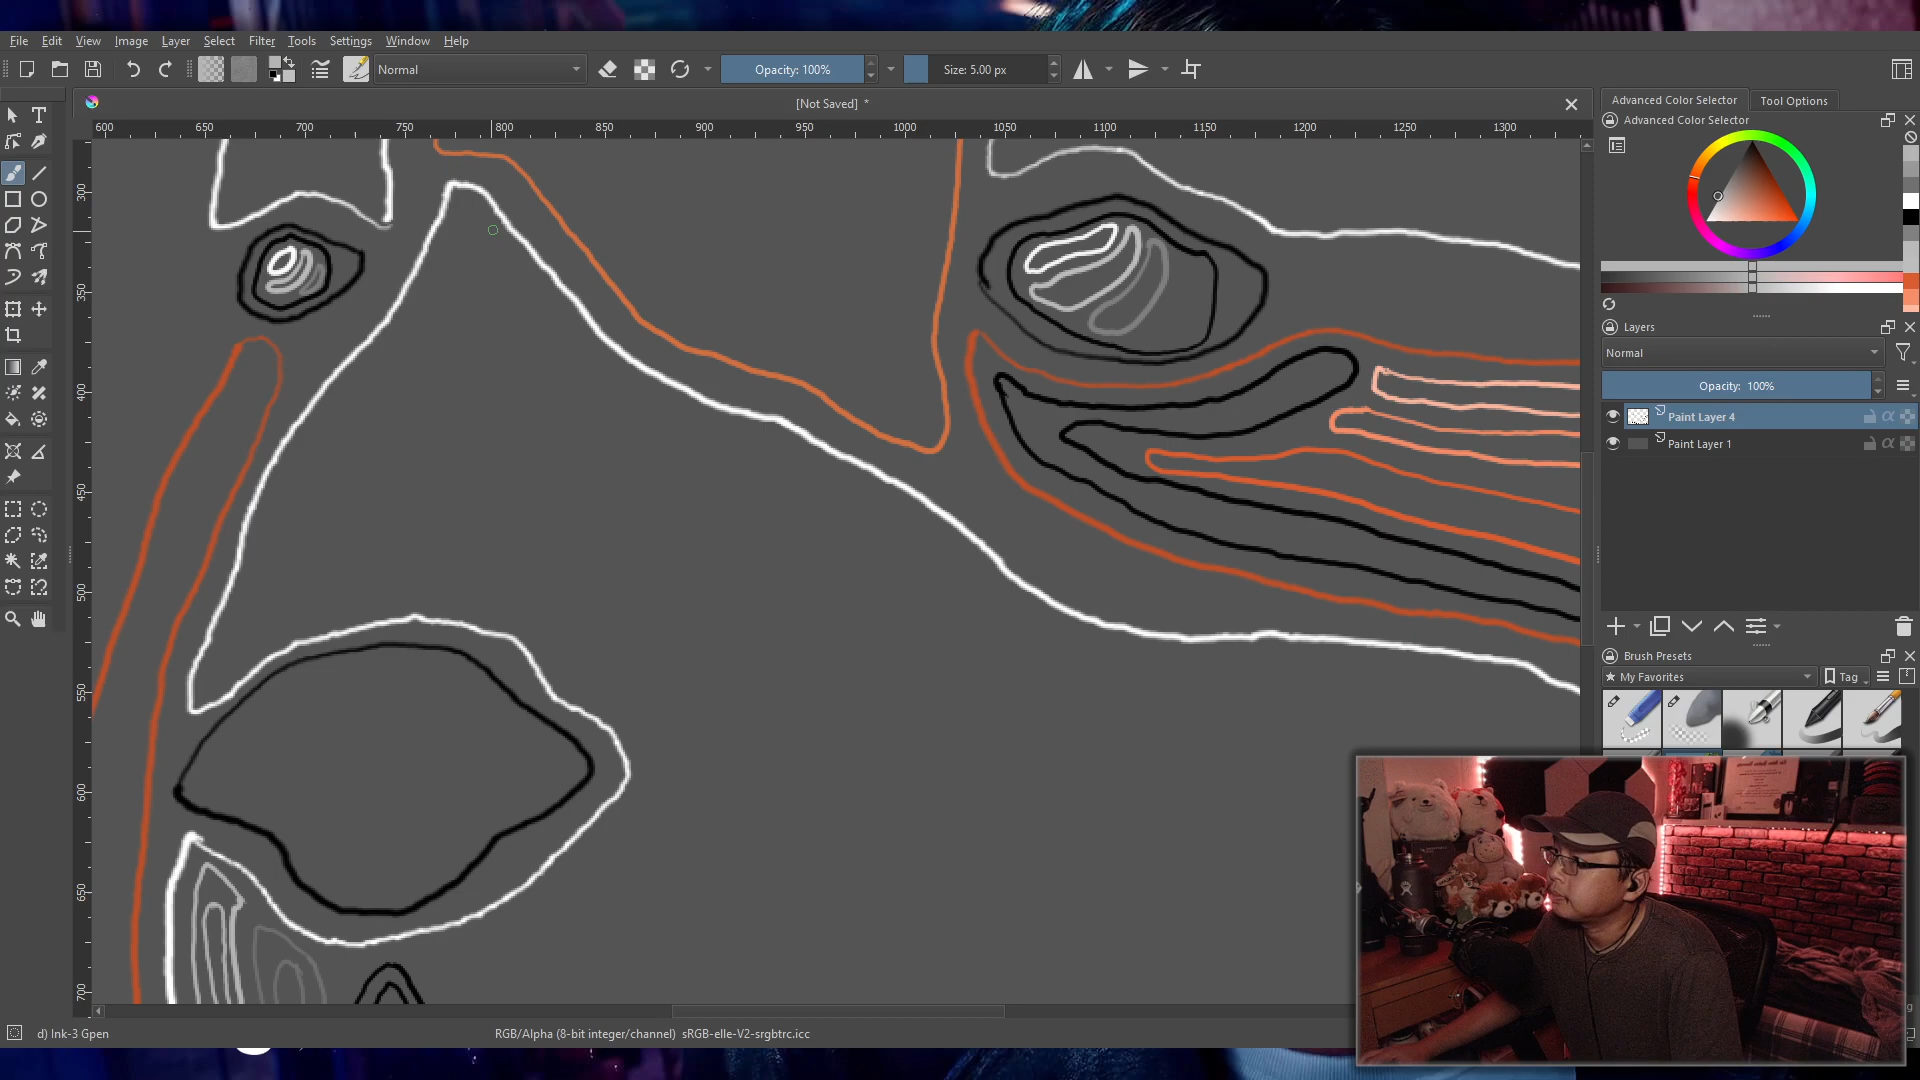 File Edit View Image Layer Select Filter Tools Settings Window Help
Normal
Opacity: 100%
Size: 5.00 px
[Not Saved] *
600 650 700 750 800 850 900 950 1000 1050 1100 1150 1200 1250 1300
300
350
400
450
500
550
600
650
700
Advanced Color Selector Tool Options
Advanced Color Selector
Layers
Normal
Opacity: 100%
Paint Layer 4
Paint Layer 1
Brush Presets
My Favorites
Tag
d) Ink-3 Gpen
RGB/Alpha (8-bit integer/channel) sRGB-elle-V2-srgbtrc.icc